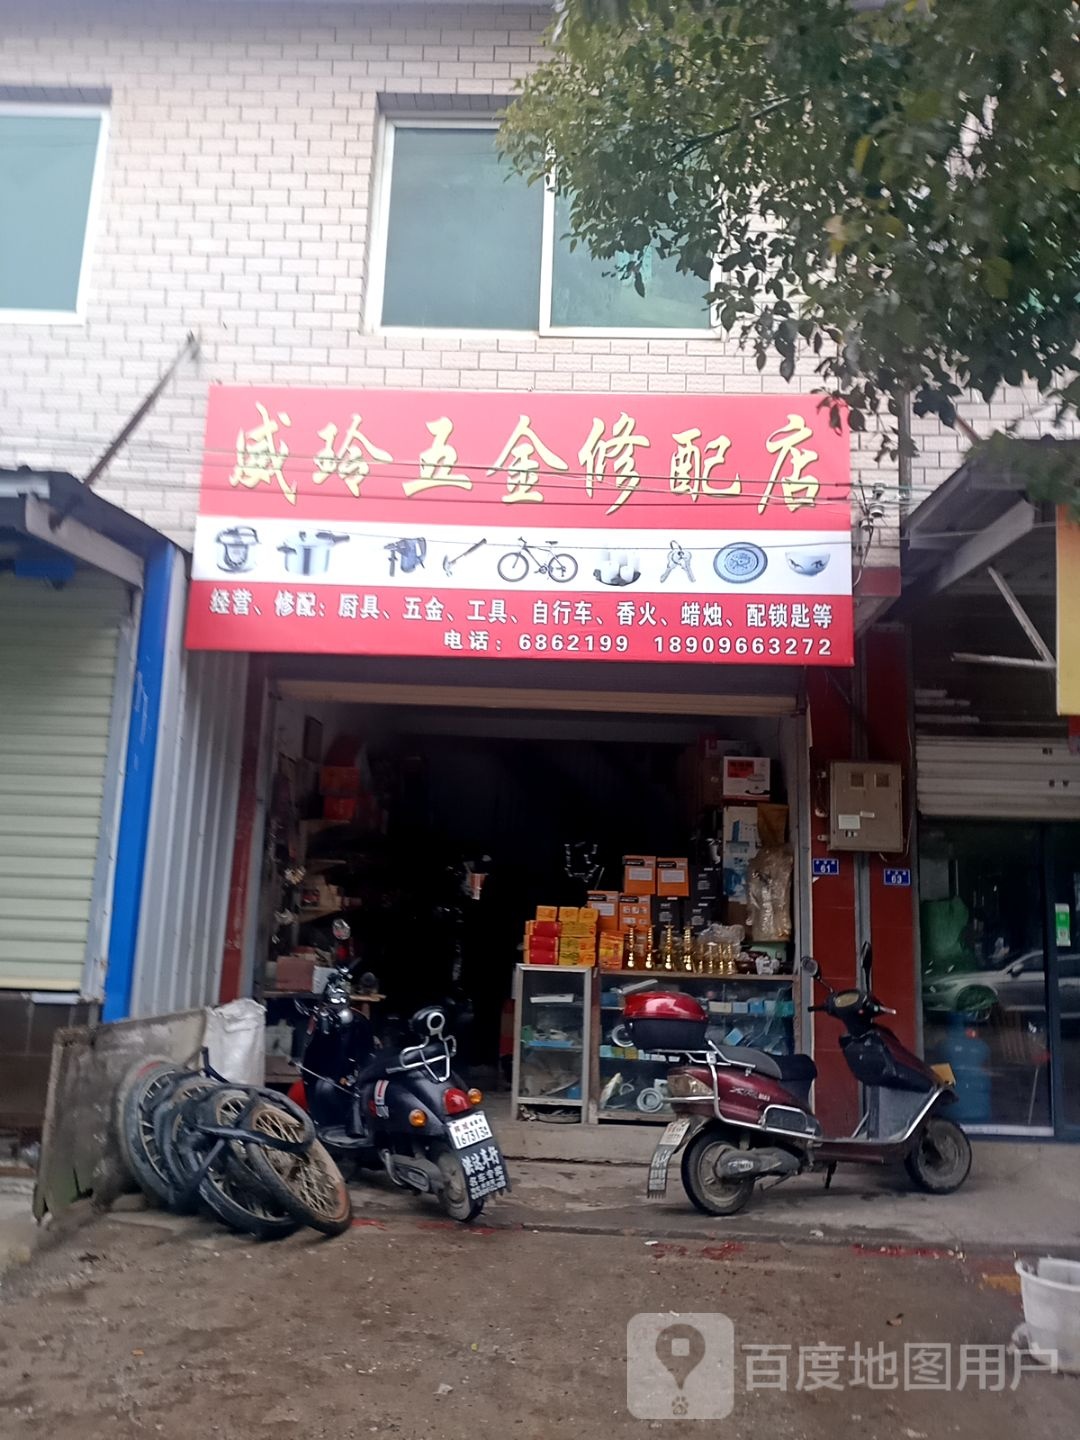 威玲五金修配店
经营、修配：厨具、五金、工具、自行车、香火、蜡烛、配锁匙等
电话：6862199 18909663272
61
63
百度地图用户